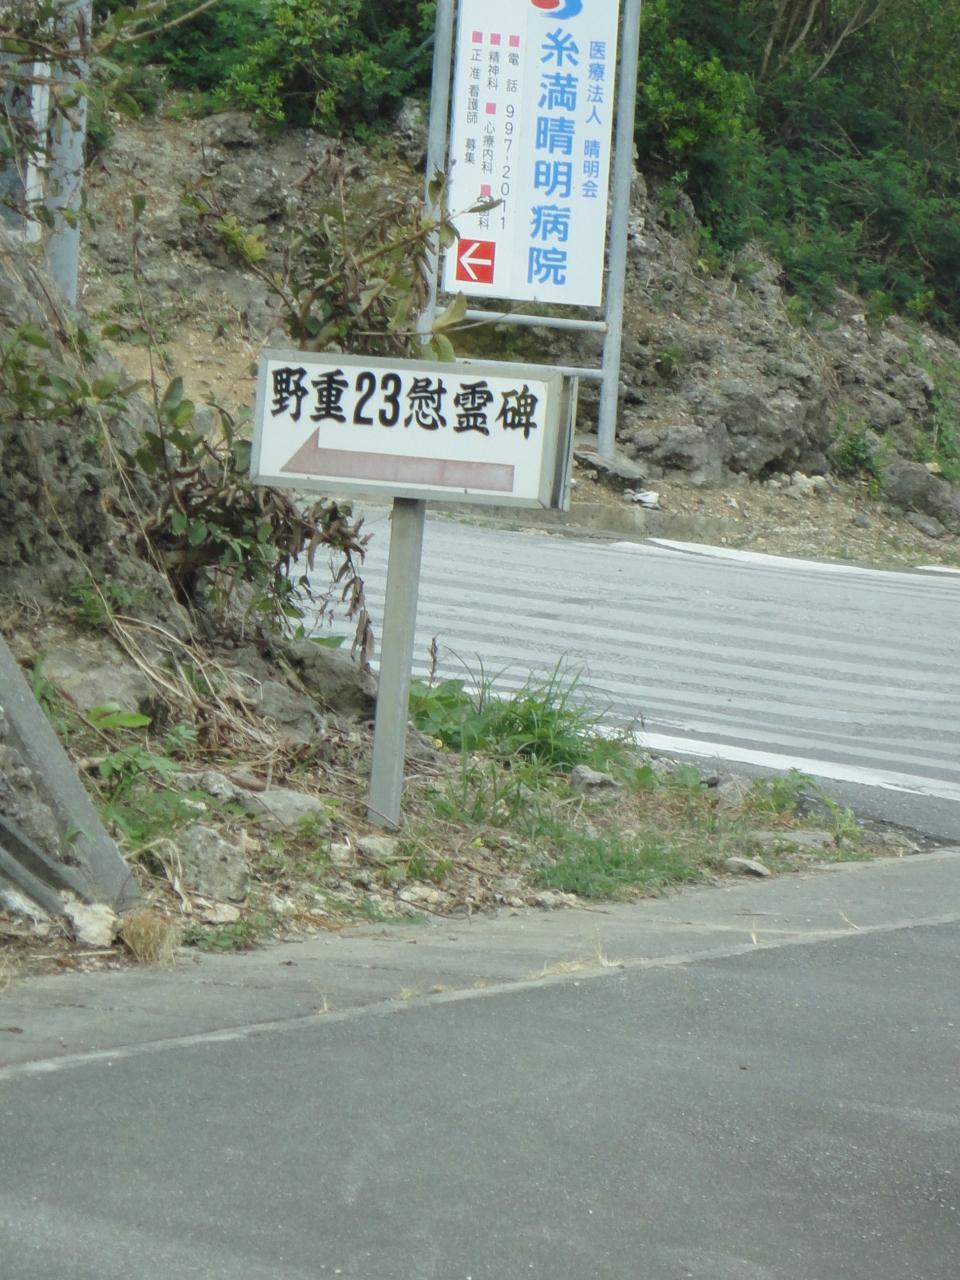 医療法人 晴明会
糸満晴明病院
電話 997-2011
精神科 心療内科 内科
正准看護師 募集
野重23慰霊碑